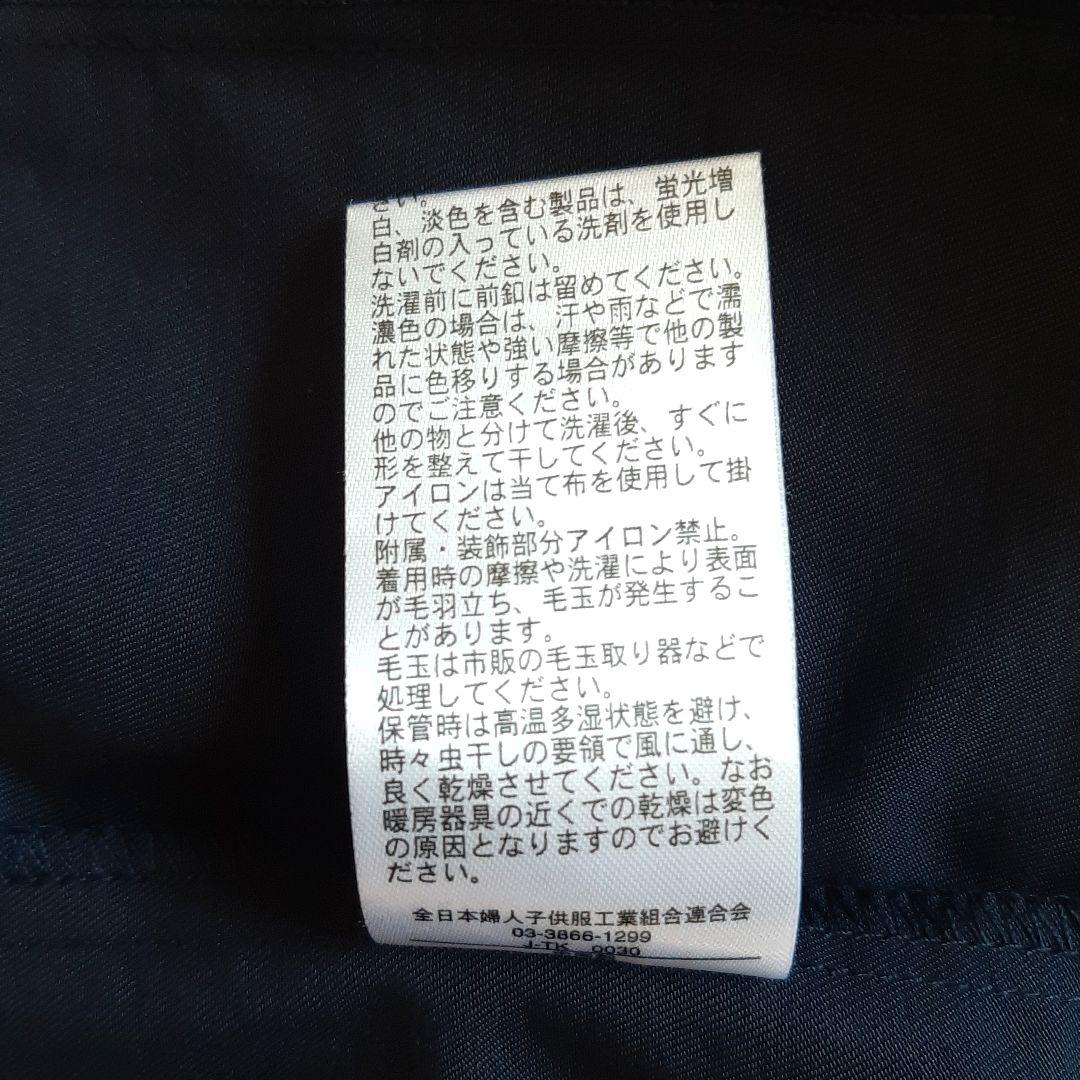 さい。
白、淡色を含む製品は、蛍光増
白剤の入っている洗剤を使用し
ないでください。
洗濯前に前釦は留めてください。
濃色の場合は、汗や雨などで濡
れた状態や強い摩擦等で他の製
品に色移りする場合があります
のでご注意ください。
他の物と分けて洗濯後、すぐに
形を整えて干してください。
アイロンは当て布を使用して掛
けてください。
附属・装飾部分アイロン禁止。
着用時の摩擦や洗濯により表面
が毛羽立ち、毛玉が発生するこ
とがあります。
毛玉は市販の毛玉取り器などで
処理してください。
保管時は高温多湿状態を避け、
時々虫干しの要領で風に通し、
良く乾燥させてください。なお
暖房器具の近くでの乾燥は変色
の原因となりますのでお避けく
ださい。
全日本婦人子供服工業組合連合会
03-3866-1299
J-TK 0030